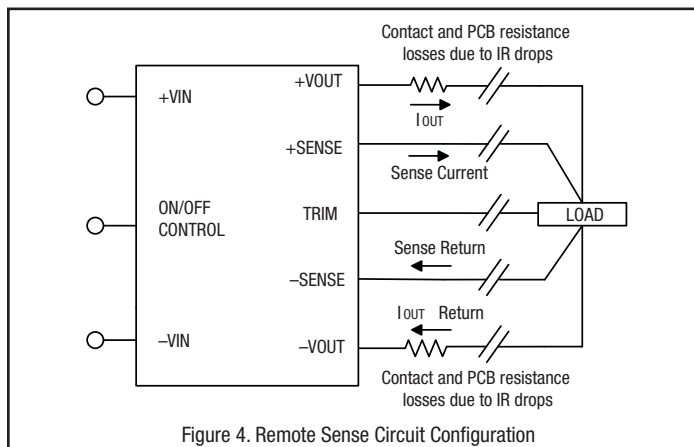 Contact and PCB resistance
losses due to IR drops
+VOUT
+VIN
IOUT
+SENSE
Sense Current
ON/OFF
CONTROL
TRIM
LOAD
Sense Return
–SENSE
IOUT Return
–VIN
–VOUT
Contact and PCB resistance
losses due to IR drops
Figure 4. Remote Sense Circuit Configuration